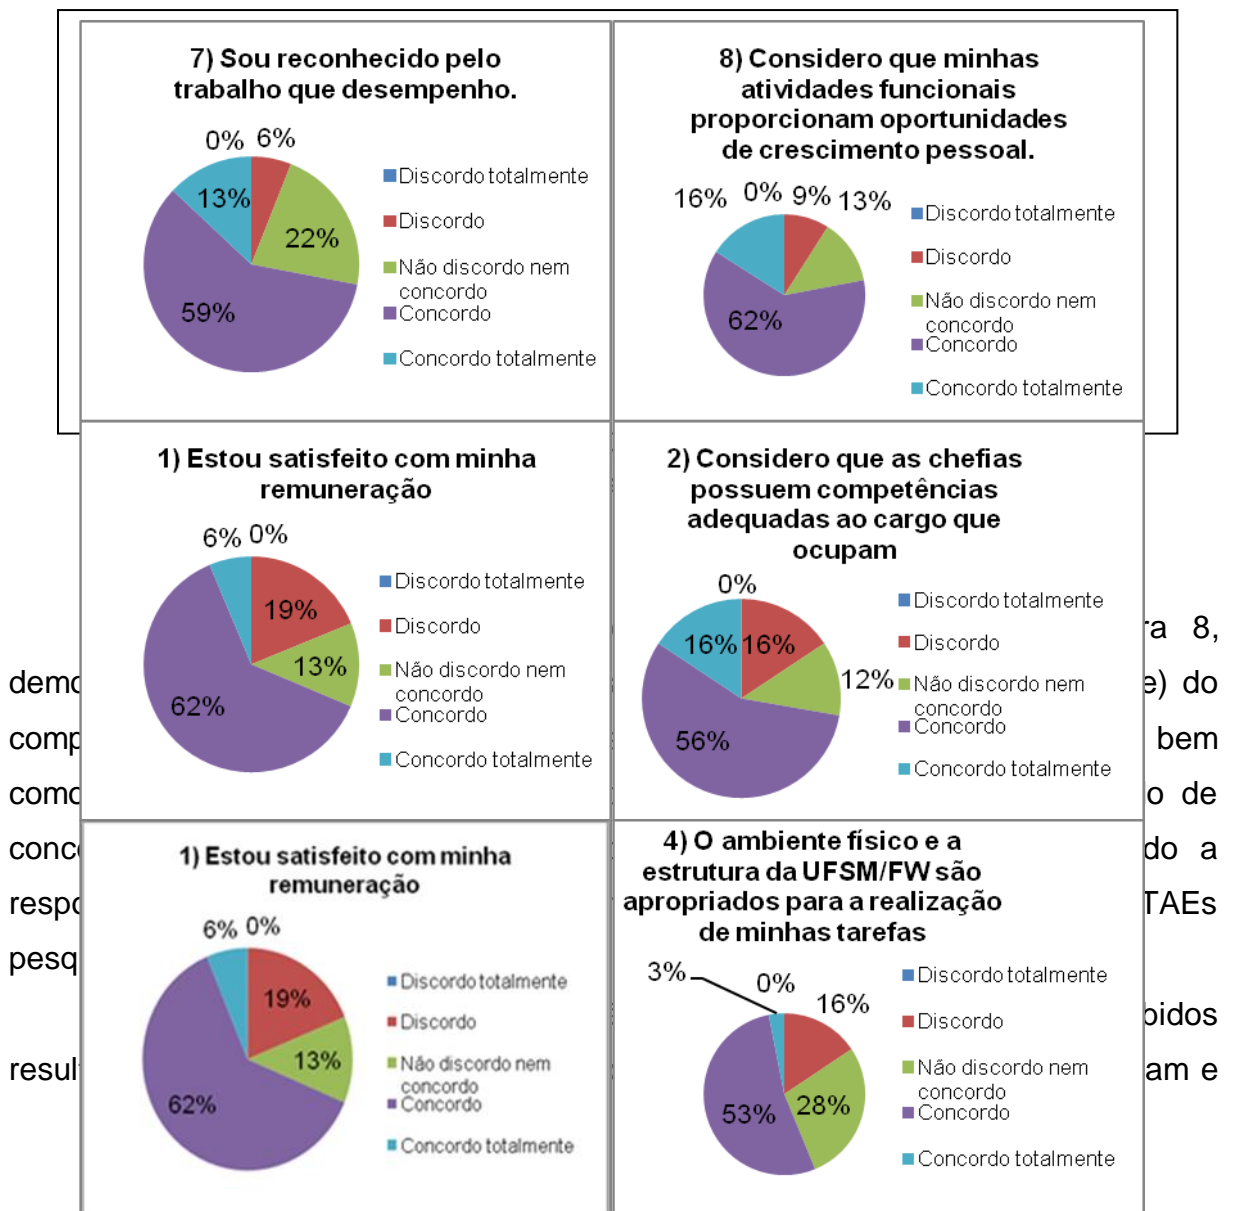 7) Sou reconhecido pelo
trabalho que desempenho.
0% 6%
13%
22%
59%
Discordo totalmente
Discordo
Não discordo nem
concordo
Concordo
Concordo totalmente
8) Considero que minhas
atividades funcionais
proporcionam oportunidades
de crescimento pessoal.
16% 0% 9% 13%
62%
Discordo totalmente
Discordo
Não discordo nem
concordo
Concordo
Concordo totalmente
1) Estou satisfeito com minha
remuneração
6% 0%
19%
13%
62%
Discordo totalmente
Discordo
Não discordo nem
concordo
Concordo
Concordo totalmente
2) Considero que as chefias
possuem competências
adequadas ao cargo que
ocupam
0%
16% 16%
12%
56%
Discordo totalmente
Discordo
Não discordo nem
concordo
Concordo
Concordo totalmente
1) Estou satisfeito com minha
remuneração
6% 0%
19%
13%
62%
Discordo totalmente
Discordo
Não discordo nem
concordo
Concordo
Concordo totalmente
4) O ambiente físico e a
estrutura da UFSM/FW são
apropriados para a realização
de minhas tarefas
3%
0%
16%
53% 28%
Discordo totalmente
Discordo
Não discordo nem
concordo
Concordo
Concordo totalmente
ra 8,
demo e) do
comp bem
como o de
conc do a
respo TAEs
pesq
bidos
resul am e